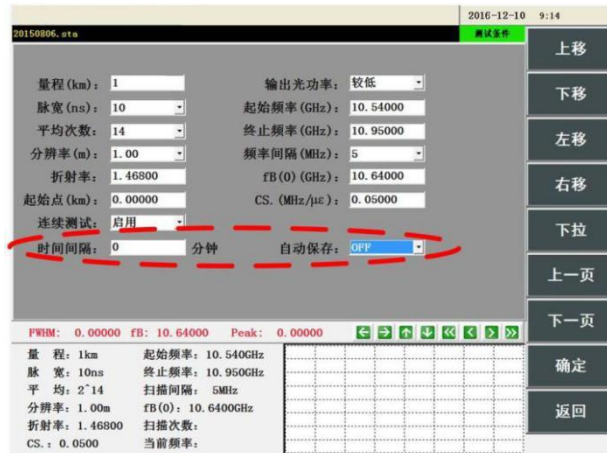 2016-12-10 9:14
20150806.sta 测试条件
量程(km): 1 输出光功率: 较低
脉宽(ns): 10 起始频率(GHz): 10.54000
平均次数: 14 终止频率(GHz): 10.95000
分辨率(m): 1.00 频率间隔(MHz): 5
折射率: 1.46800 fB(0)(GHz): 10.64000
起始点(km): 0.00000 CS.(MHz/με): 0.05000
连续测试: 启用
时间间隔: 0 分钟 自动保存: OFF
FWHM: 0.00000 fB: 10.64000 Peak: 0.00000
量 程: 1km 起始频率: 10.540GHz
脉 宽: 10ns 终止频率: 10.950GHz
平 均: 2^14 扫描间隔: 5MHz
分辨率: 1.00m fB(0): 10.6400GHz
折射率: 1.46800 扫描次数:
CS.: 0.0500 当前频率:
上移
下移
左移
右移
下拉
上一页
下一页
确定
返回